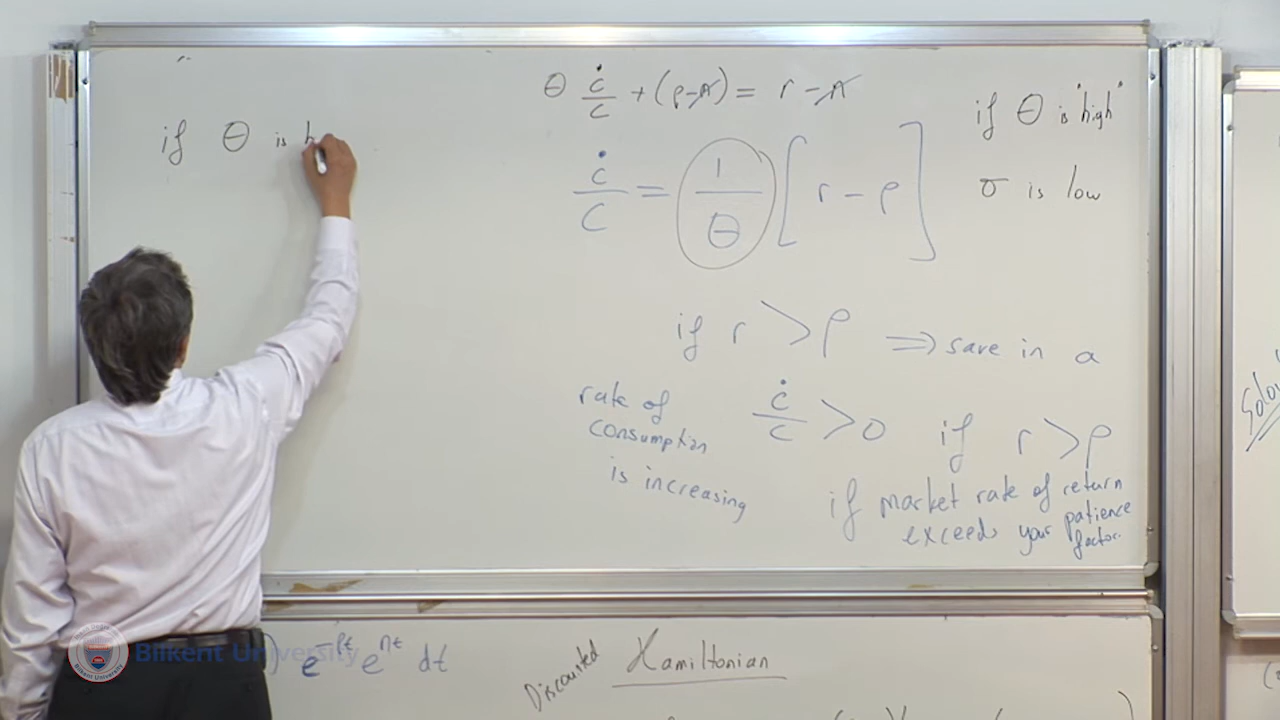 if θ is h
θ ċ/c + (ρ-n) = r - n
ċ/c = 1/θ [ r - ρ ]
if θ is "high"
σ is low
if r > ρ ⇒ save in a
rate of consumption is increasing
ċ/c > 0 if r > ρ
if market rate of return
exceeds your patience
factor.
) e^-ρt e^nt dt
Discounted Hamiltonian
Bilkent University